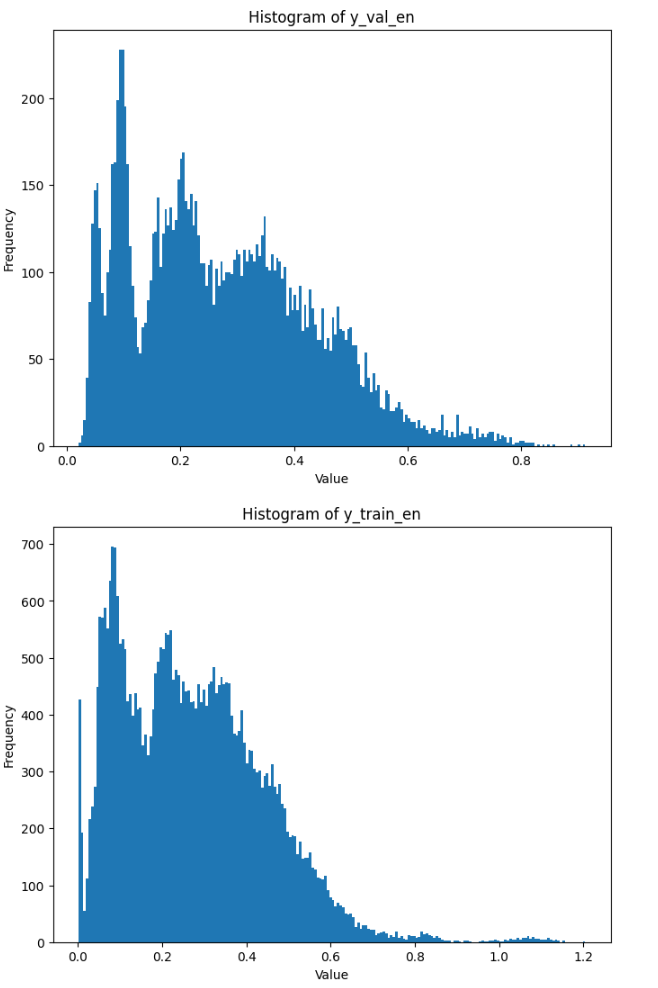 Histogram of y_val_en
200
150
100
50
0
Frequency
0.0 0.2 0.4 0.6 0.8
Value
Histogram of y_train_en
700
600
500
400
300
200
100
0
Frequency
0.0 0.2 0.4 0.6 0.8 1.0 1.2
Value